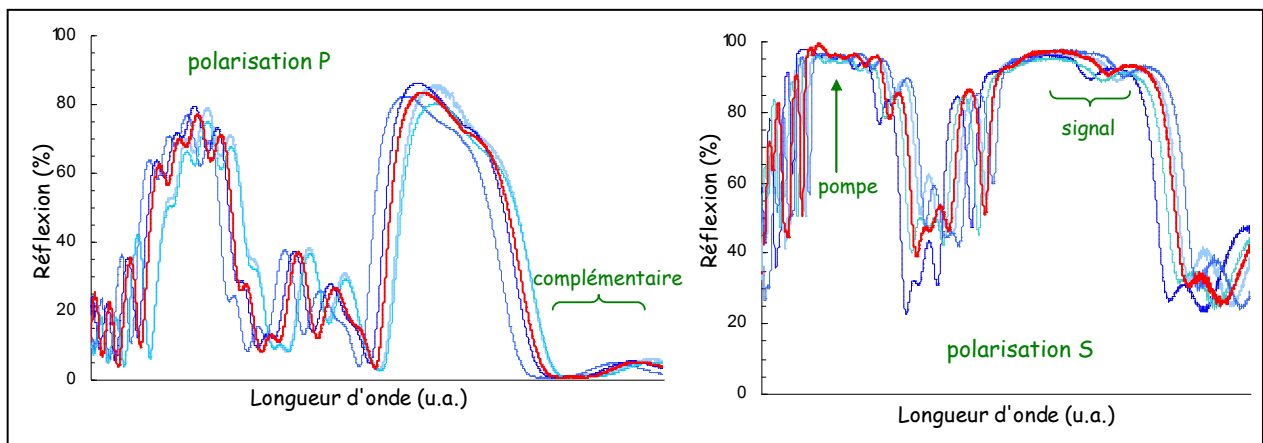 100
80
60
40
20
0
Réflexion (%)
polarisation P
complémentaire
Longueur d'onde (u.a.)
100
80
60
40
20
0
Réflexion (%)
pompe
signal
polarisation S
Longueur d'onde (u.a.)